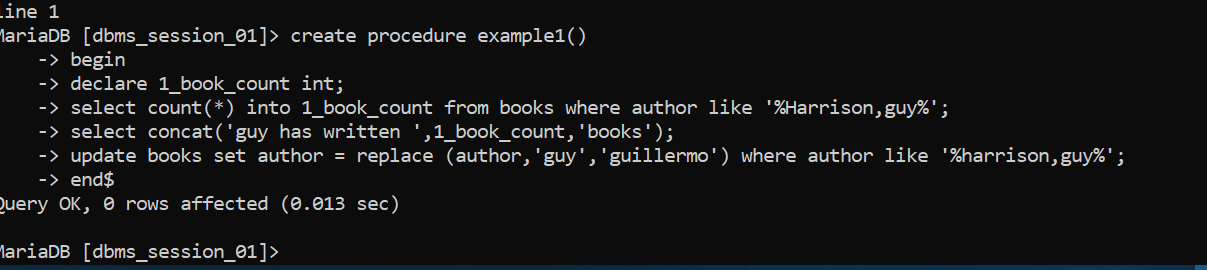 line 1
MariaDB [dbms_session_01]> create procedure example1()
    -> begin
    -> declare 1_book_count int;
    -> select count(*) into 1_book_count from books where author like '%Harrison,guy%';
    -> select concat('guy has written ',1_book_count,'books');
    -> update books set author = replace (author,'guy','guillermo') where author like '%harrison,guy%';
    -> end$
Query OK, 0 rows affected (0.013 sec)

MariaDB [dbms_session_01]>